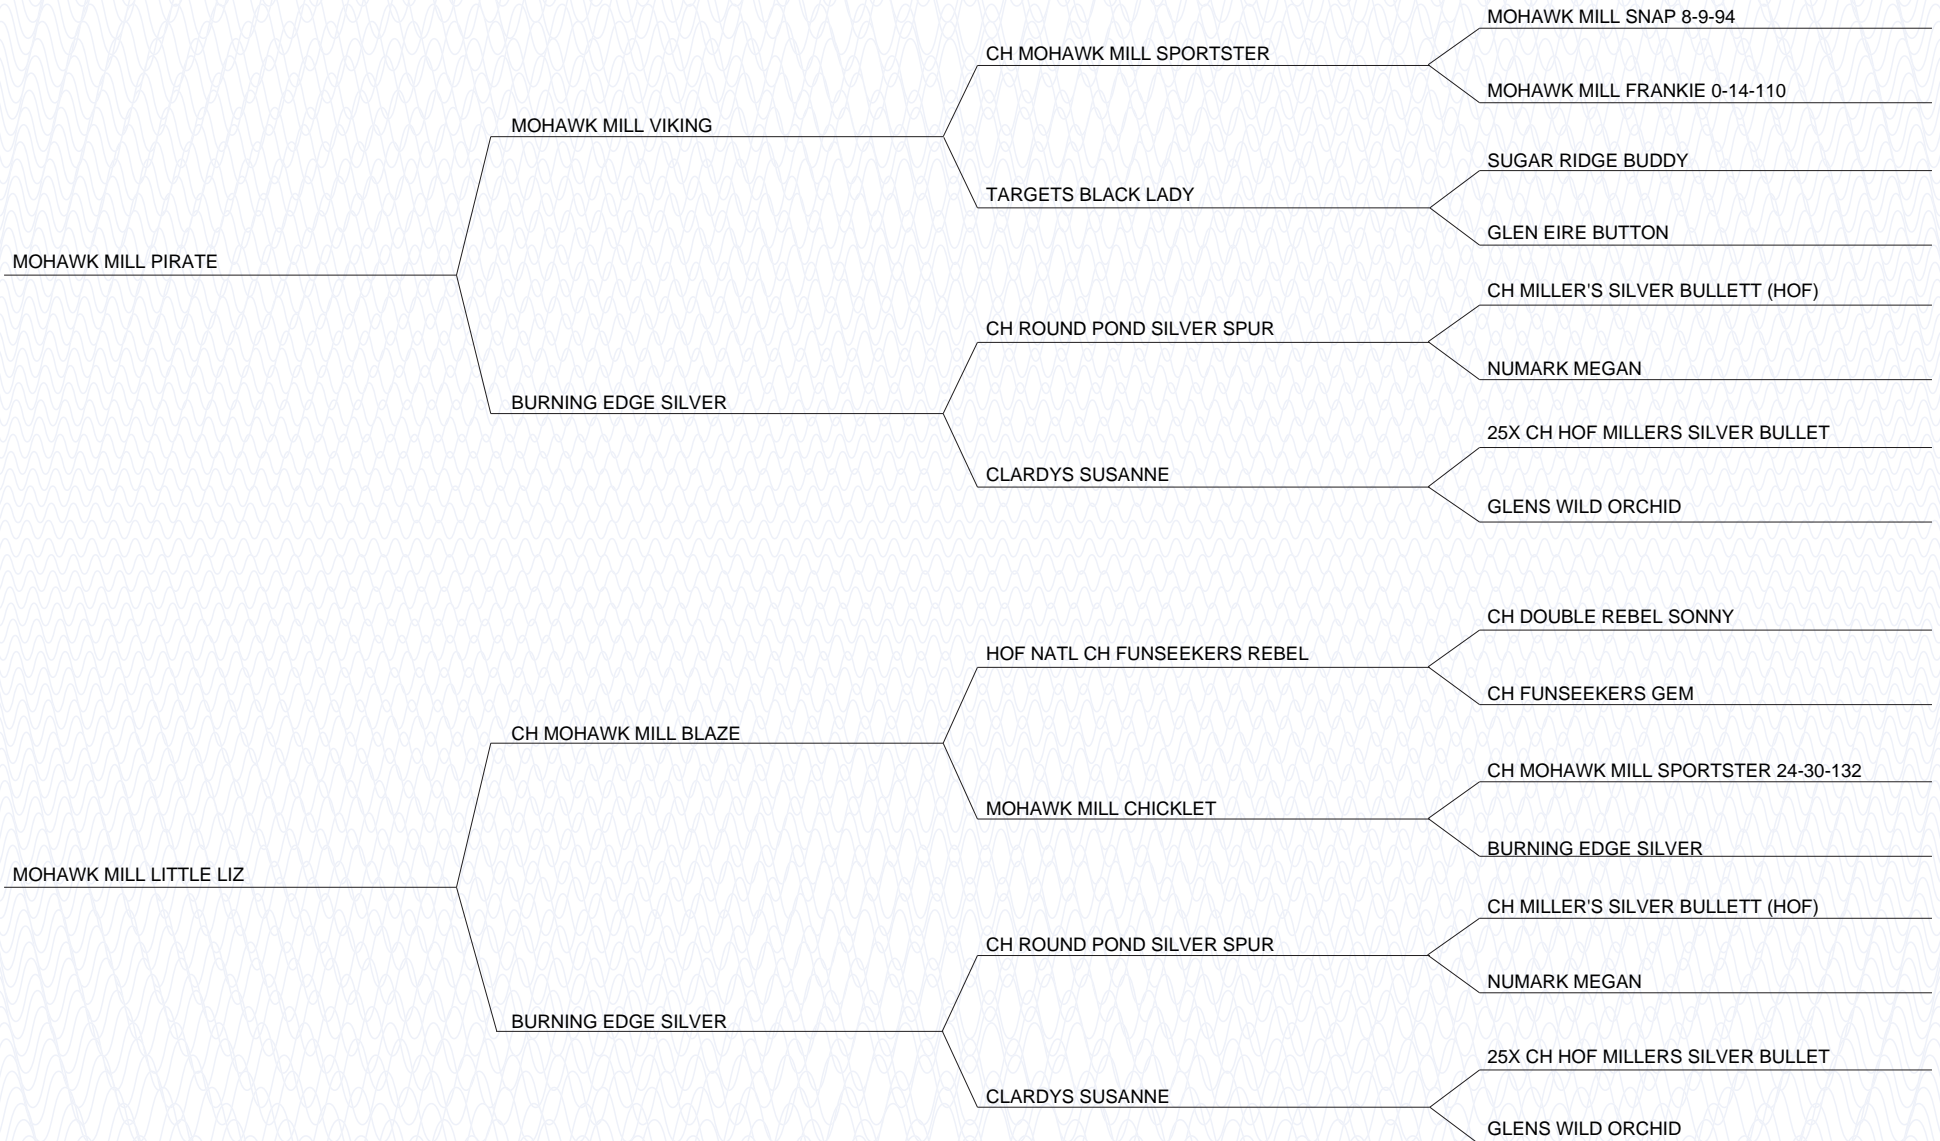 MOHAWK MILL SNAP 8-9-94
CH MOHAWK MILL SPORTSTER
MOHAWK MILL FRANKIE 0-14-110
MOHAWK MILL VIKING
SUGAR RIDGE BUDDY
TARGETS BLACK LADY
GLEN EIRE BUTTON
MOHAWK MILL PIRATE
CH MILLER'S SILVER BULLETT (HOF)
CH ROUND POND SILVER SPUR
NUMARK MEGAN
BURNING EDGE SILVER
25X CH HOF MILLERS SILVER BULLET
CLARDYS SUSANNE
GLENS WILD ORCHID
CH DOUBLE REBEL SONNY
HOF NATL CH FUNSEEKERS REBEL
CH FUNSEEKERS GEM
CH MOHAWK MILL BLAZE
CH MOHAWK MILL SPORTSTER 24-30-132
MOHAWK MILL CHICKLET
BURNING EDGE SILVER
MOHAWK MILL LITTLE LIZ
CH MILLER'S SILVER BULLETT (HOF)
CH ROUND POND SILVER SPUR
NUMARK MEGAN
BURNING EDGE SILVER
25X CH HOF MILLERS SILVER BULLET
CLARDYS SUSANNE
GLENS WILD ORCHID